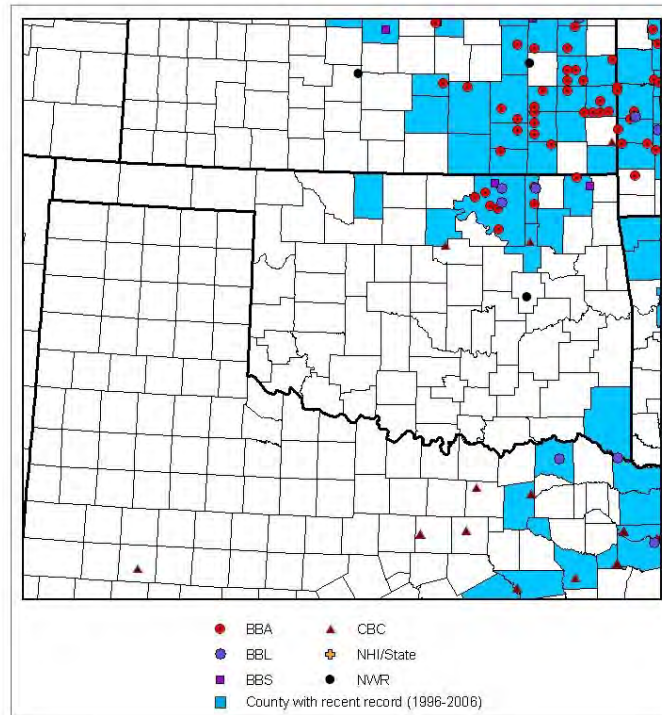 BBA
CBC
BBL
NHI/State
BBS
NWR
County with recent record (1996-2006)